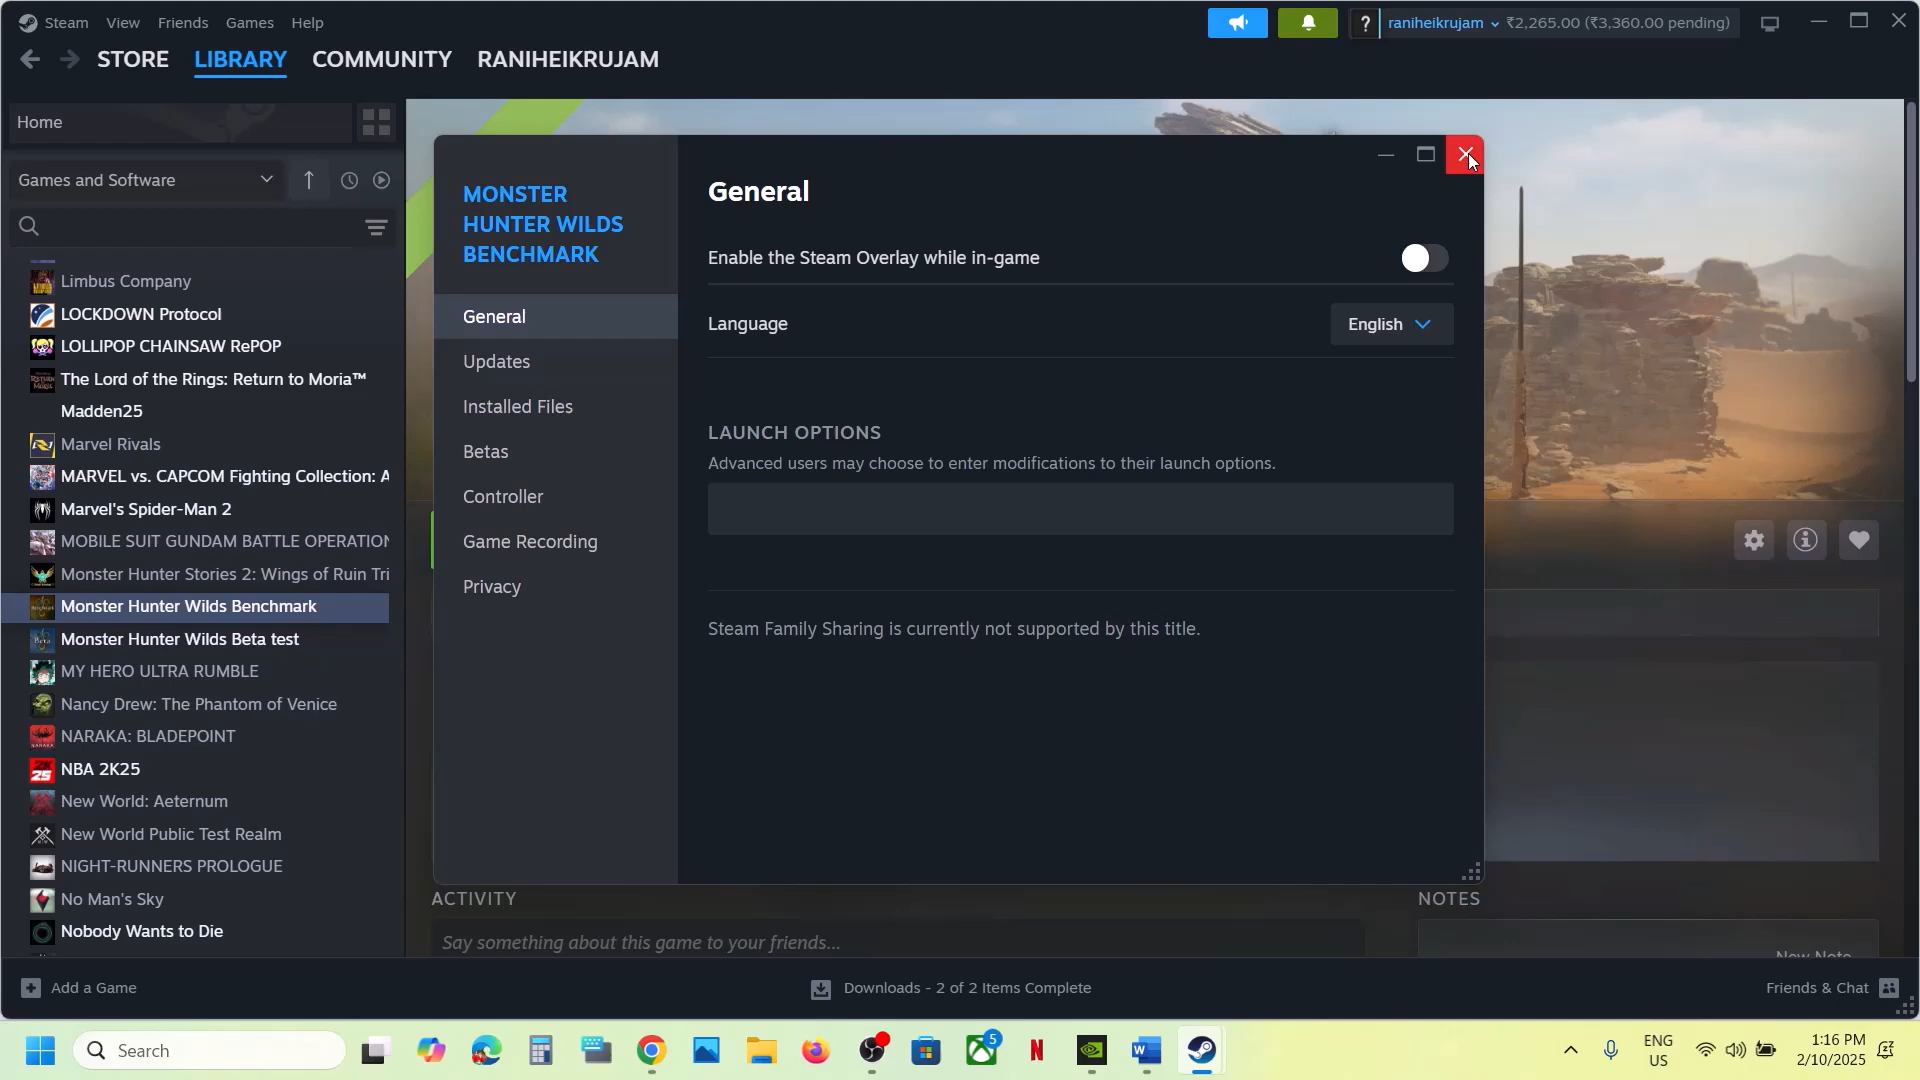 Steam View Friends Games Help
raniheikrujam ₹2,265.00 (₹3,360.00 pending)
STORE LIBRARY COMMUNITY RANIHEIKRUJAM
Home
Games and Software
Limbus Company
LOCKDOWN Protocol
LOLLIPOP CHAINSAW RePOP
The Lord of the Rings: Return to Moria™
Madden25
Marvel Rivals
MARVEL vs. CAPCOM Fighting Collection: A
Marvel's Spider-Man 2
MOBILE SUIT GUNDAM BATTLE OPERATION
Monster Hunter Stories 2: Wings of Ruin Tri
Monster Hunter Wilds Benchmark
Monster Hunter Wilds Beta test
MY HERO ULTRA RUMBLE
Nancy Drew: The Phantom of Venice
NARAKA: BLADEPOINT
NBA 2K25
New World: Aeternum
New World Public Test Realm
NIGHT-RUNNERS PROLOGUE
No Man's Sky
Nobody Wants to Die
MONSTER
HUNTER WILDS
BENCHMARK
General
Updates
Installed Files
Betas
Controller
Game Recording
Privacy
General
Enable the Steam Overlay while in-game
Language English
LAUNCH OPTIONS
Advanced users may choose to enter modifications to their launch options.
Steam Family Sharing is currently not supported by this title.
ACTIVITY
Say something about this game to your friends...
NOTES
New Note
Add a Game
Downloads - 2 of 2 Items Complete
Friends & Chat
Search
5
ENG
US
1:16 PM
2/10/2025